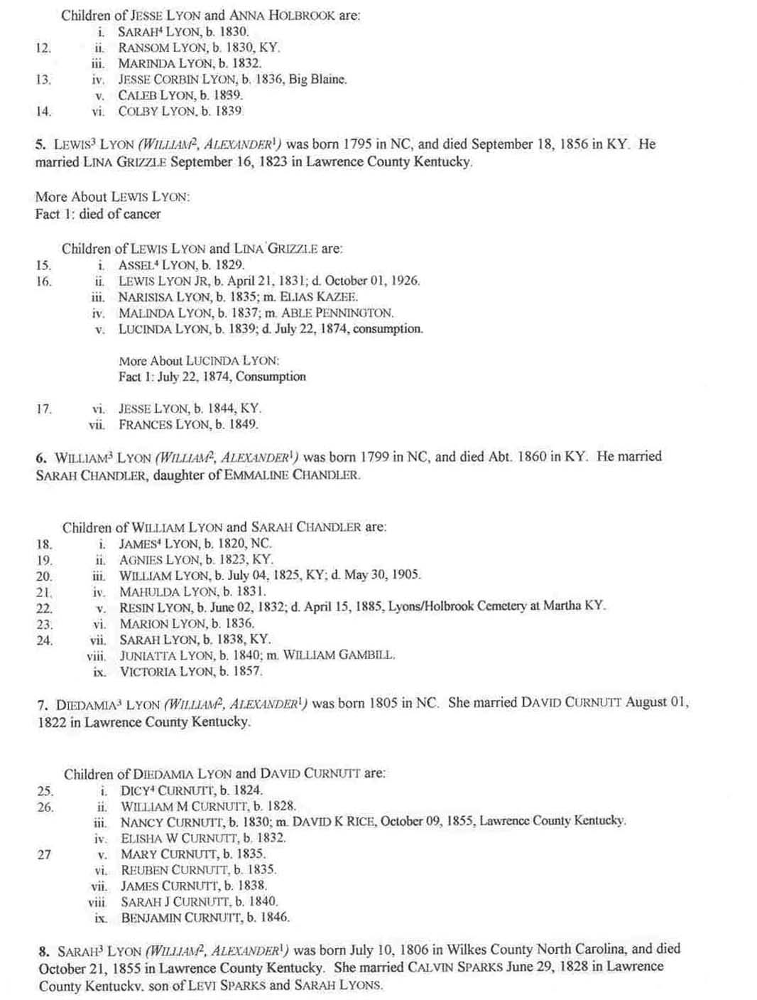 Children of JESSE LYON and ANNA HOLBROOK are:
i. SARAH⁴ LYON, b. 1830.
12. ii. RANSOM LYON, b. 1830, KY.
iii. MARINDA LYON, b. 1832.
13. iv. JESSE CORBIN LYON, b. 1836, Big Blaine.
v. CALEB LYON, b. 1839.
14. vi. COLBY LYON, b. 1839
5. LEWIS³ LYON (WILLIAM², ALEXANDER¹) was born 1795 in NC, and died September 18, 1856 in KY. He
married LINA GRIZZLE September 16, 1823 in Lawrence County Kentucky.
More About LEWIS LYON:
Fact 1: died of cancer
Children of LEWIS LYON and LINA GRIZZLE are:
15. i. ASSEL⁴ LYON, b. 1829.
16. ii. LEWIS LYON JR, b. April 21, 1831; d. October 01, 1926.
iii. NARISISA LYON, b. 1835; m. ELIAS KAZEE.
iv. MALINDA LYON, b. 1837; m. ABLE PENNINGTON.
v. LUCINDA LYON, b. 1839; d. July 22, 1874, consumption.
More About LUCINDA LYON:
Fact 1: July 22, 1874, Consumption
17. vi. JESSE LYON, b. 1844, KY.
vii. FRANCES LYON, b. 1849.
6. WILLIAM³ LYON (WILLIAM², ALEXANDER¹) was born 1799 in NC, and died Abt. 1860 in KY. He married
SARAH CHANDLER, daughter of EMMALINE CHANDLER.
Children of WILLIAM LYON and SARAH CHANDLER are:
18. i. JAMES⁴ LYON, b. 1820, NC.
19. ii. AGNIES LYON, b. 1823, KY.
20. iii. WILLIAM LYON, b. July 04, 1825, KY; d. May 30, 1905.
21. iv. MAHULDA LYON, b. 1831.
22. v. RESIN LYON, b. June 02, 1832; d. April 15, 1885, Lyons/Holbrook Cemetery at Martha KY.
23. vi. MARION LYON, b. 1836.
24. vii. SARAH LYON, b. 1838, KY.
viii. JUNIATTA LYON, b. 1840; m. WILLIAM GAMBILL.
ix. VICTORIA LYON, b. 1857.
7. DIEDAMIA³ LYON (WILLIAM², ALEXANDER¹) was born 1805 in NC. She married DAVID CURNUTT August 01,
1822 in Lawrence County Kentucky.
Children of DIEDAMIA LYON and DAVID CURNUTT are:
25. i. DICY⁴ CURNUTT, b. 1824.
26. ii. WILLIAM M CURNUTT, b. 1828.
iii. NANCY CURNUTT, b. 1830; m. DAVID K RICE, October 09, 1855, Lawrence County Kentucky.
iv. ELISHA W CURNUTT, b. 1832.
27 v. MARY CURNUTT, b. 1835.
vi. REUBEN CURNUTT, b. 1835.
vii. JAMES CURNUTT, b. 1838.
viii. SARAH J CURNUTT, b. 1840.
ix. BENJAMIN CURNUTT, b. 1846.
8. SARAH³ LYON (WILLIAM², ALEXANDER¹) was born July 10, 1806 in Wilkes County North Carolina, and died
October 21, 1855 in Lawrence County Kentucky. She married CALVIN SPARKS June 29, 1828 in Lawrence
County Kentucky, son of LEVI SPARKS and SARAH LYONS.